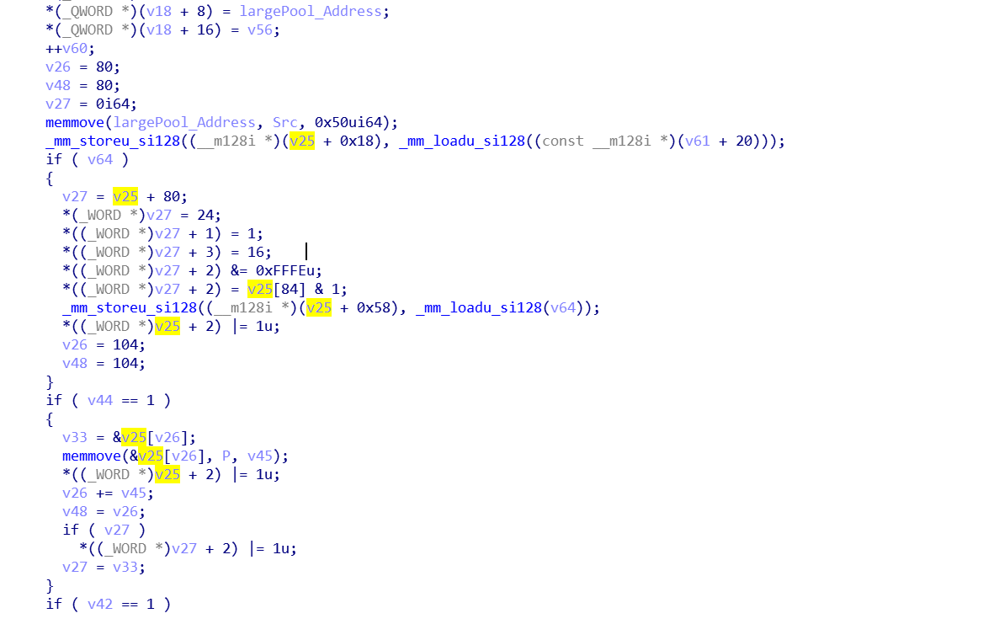 *(_QWORD *)(v18 + 8) = largePool_Address;
*(_QWORD *)(v18 + 16) = v56;
++v60;
v26 = 80;
v48 = 80;
v27 = 0i64;
memmove(largePool_Address, Src, 0x50ui64);
_mm_storeu_si128((__m128i *)(v25 + 0x18), _mm_loadu_si128((const __m128i *)(v61 + 20)));
if ( v64 )
{
v27 = v25 + 80;
*(_WORD *)v27 = 24;
*((_WORD *)v27 + 1) = 1;
*((_WORD *)v27 + 3) = 16;
*((_WORD *)v27 + 2) &= 0xFFFEu;
*((_WORD *)v27 + 2) = v25[84] & 1;
_mm_storeu_si128((__m128i *)(v25 + 0x58), _mm_loadu_si128(v64));
*((_WORD *)v25 + 2) |= 1u;
v26 = 104;
v48 = 104;
}
if ( v44 == 1 )
{
v33 = &v25[v26];
memmove(&v25[v26], P, v45);
*((_WORD *)v25 + 2) |= 1u;
v26 += v45;
v48 = v26;
if ( v27 )
*((_WORD *)v27 + 2) |= 1u;
v27 = v33;
}
if ( v42 == 1 )